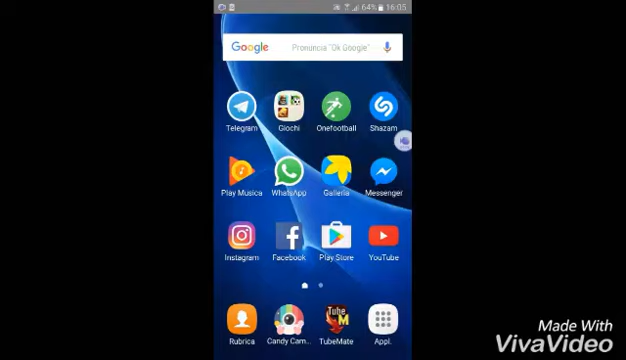 64% 16:05
Google Pronuncia "Ok Google"
Telegram Giochi Onefootball Shazam
Play Musica WhatsApp Galleria Messenger
Instagram Facebook Play Store YouTube
Tube
M
Rubrica Candy Cam... TubeMate Appl.
Made With
VivaVideo